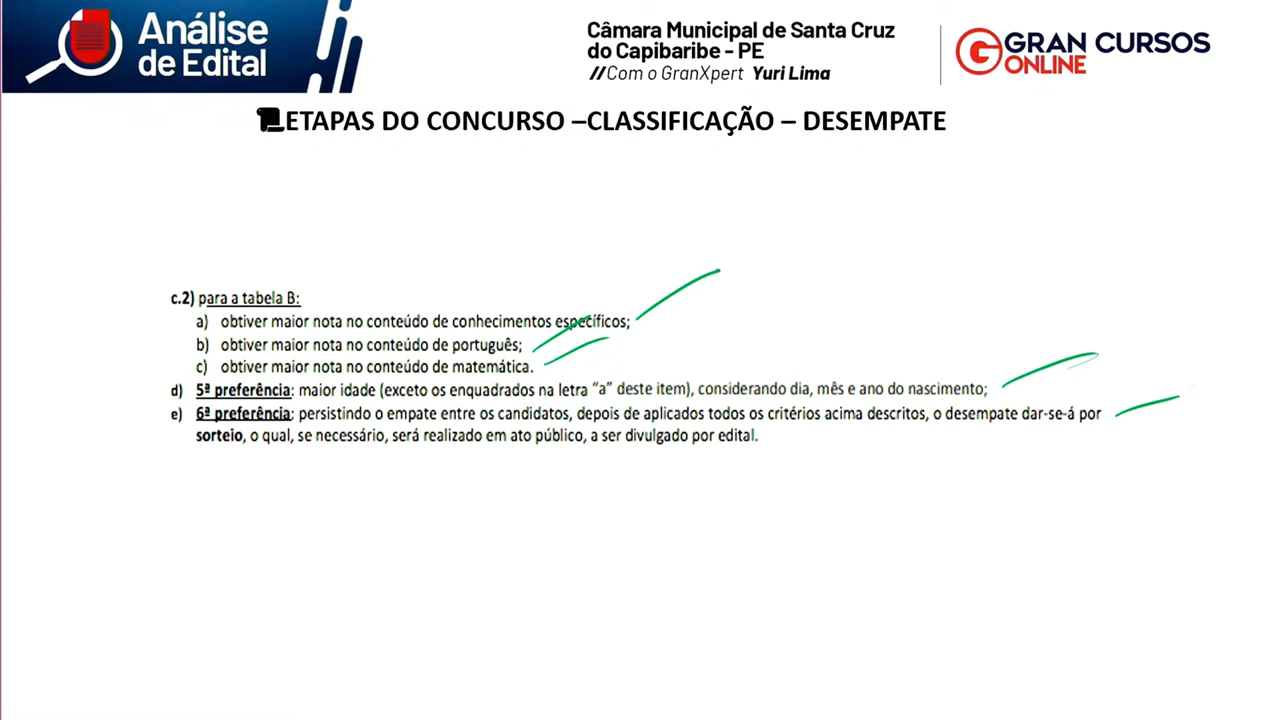 Análise
de Edital
Câmara Municipal de Santa Cruz
do Capibaribe - PE
//Com o GranXpert Yuri Lima
G GRAN CURSOS
ONLINE
ETAPAS DO CONCURSO –CLASSIFICAÇÃO – DESEMPATE
c.2) para a tabela B:
a) obtiver maior nota no conteúdo de conhecimentos específicos;
b) obtiver maior nota no conteúdo de português;
c) obtiver maior nota no conteúdo de matemática.
d) 5ª preferência: maior idade (exceto os enquadrados na letra “a” deste item), considerando dia, mês e ano do nascimento;
e) 6ª preferência: persistindo o empate entre os candidatos, depois de aplicados todos os critérios acima descritos, o desempate dar-se-á por
sorteio, o qual, se necessário, será realizado em ato público, a ser divulgado por edital.